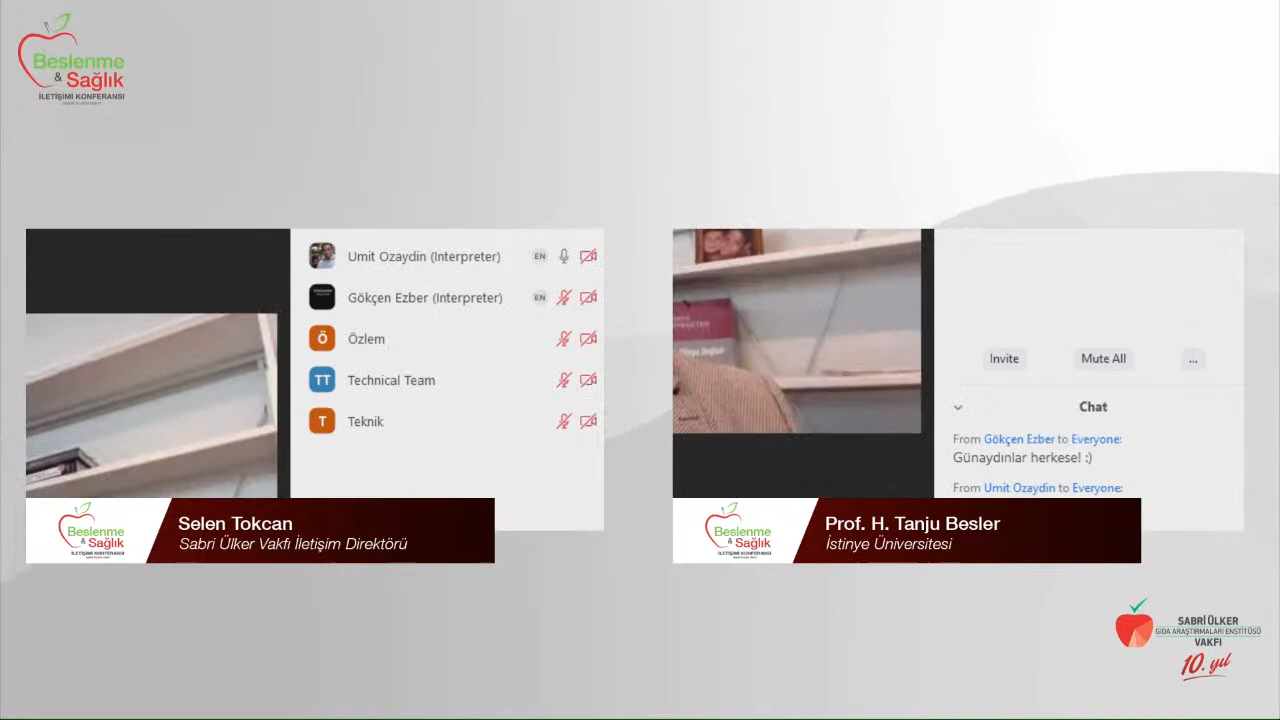 Beslenme
& Sağlık
İLETİŞİMİ KONFERANSI
Umit Ozaydin (Interpreter)
EN
Gökçen Ezber (Interpreter)
EN
Ö
Özlem
TT
Technical Team
T
Teknik
Invite
Mute All
...
Chat
From Gökçen Ezber to Everyone:
Günaydınlar herkese! :)
From Umit Ozaydin to Everyone:
Beslenme
& Sağlık
İLETİŞİMİ KONFERANSI
Selen Tokcan
Sabri Ülker Vakfı İletişim Direktörü
Beslenme
& Sağlık
İLETİŞİMİ KONFERANSI
Prof. H. Tanju Besler
İstinye Üniversitesi
SABRİ ÜLKER
GIDA ARAŞTIRMALARI ENSTİTÜSÜ
VAKFI
10. yıl